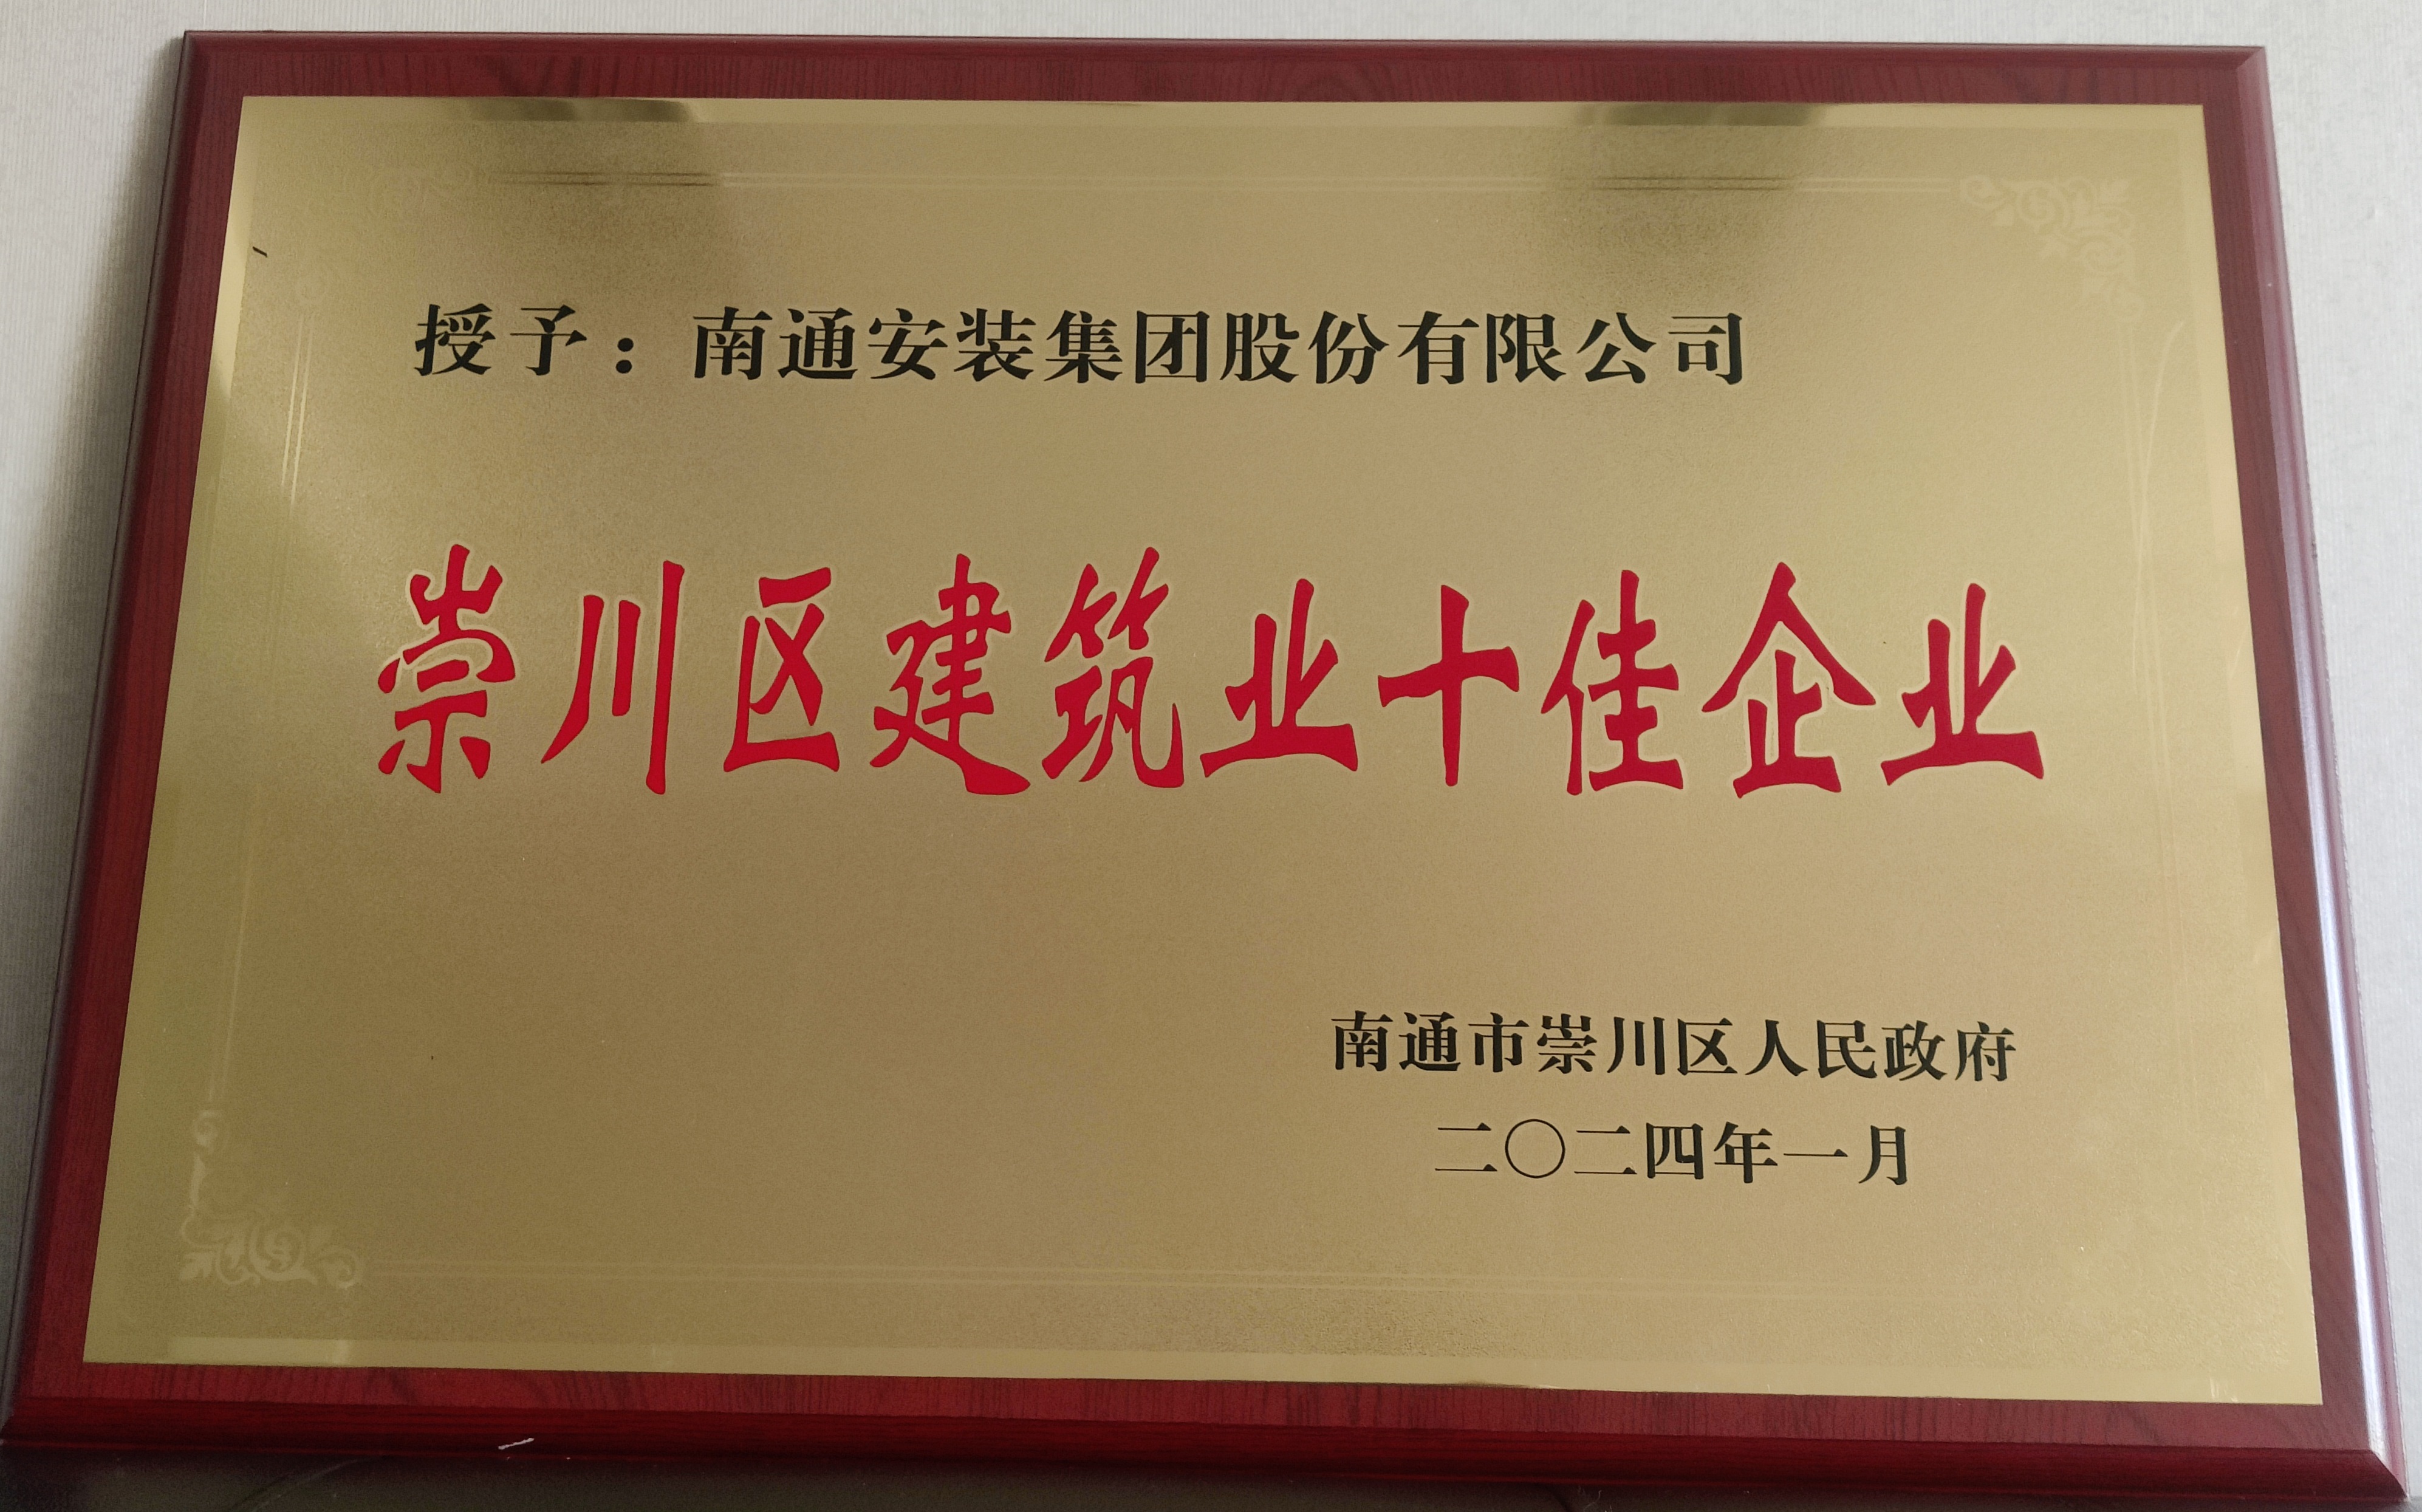 授予：南通安装集团股份有限公司
崇川区建筑业十佳企业
南通市崇川区人民政府
二〇二四年一月